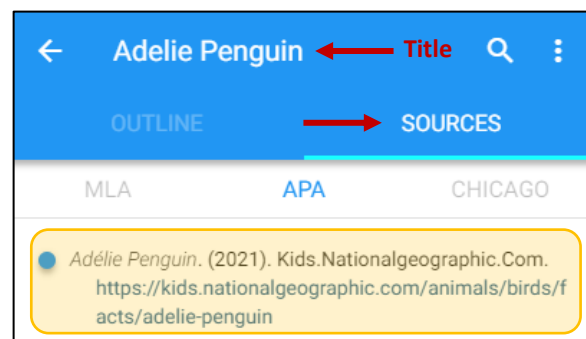 Adelie Penguin Title
OUTLINE SOURCES
MLA APA CHICAGO
Adélie Penguin. (2021). Kids.Nationalgeographic.Com.
https://kids.nationalgeographic.com/animals/birds/f
acts/adelie-penguin